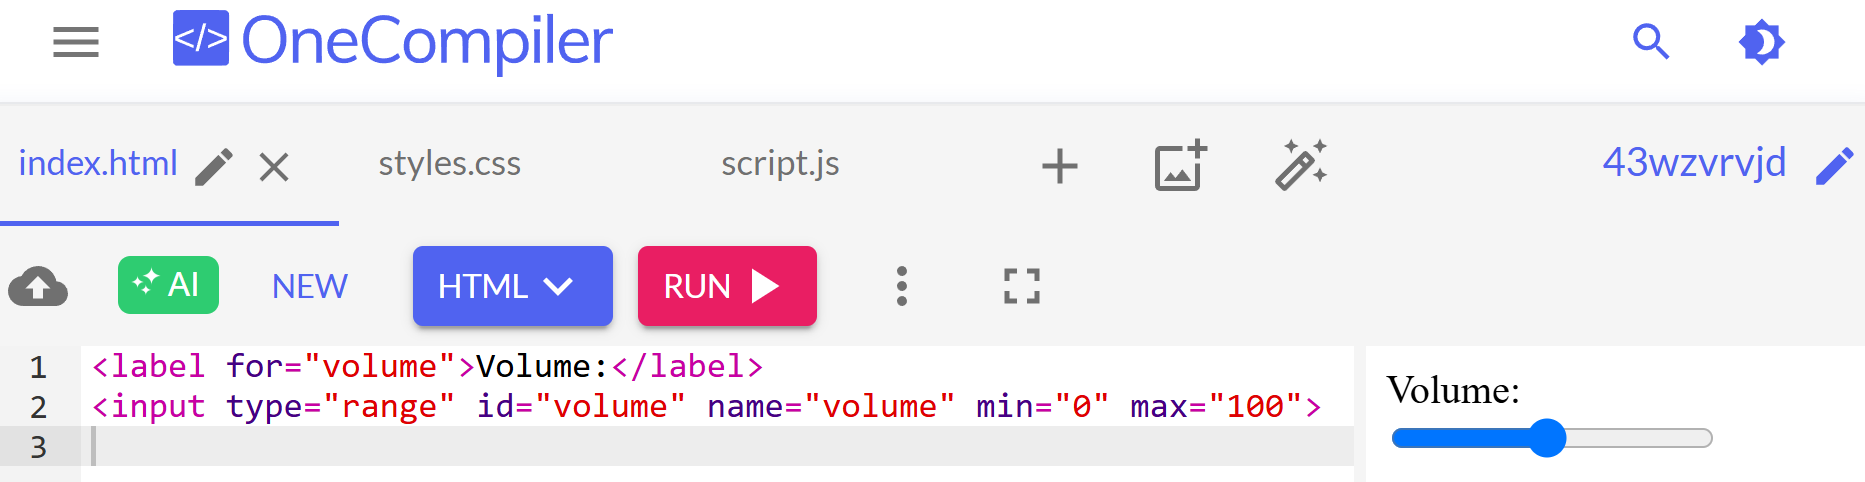 </> OneCompiler
index.html styles.css script.js 43wzvrvjd
AI NEW HTML RUN
1 <label for="volume">Volume:</label>
2 <input type="range" id="volume" name="volume" min="0" max="100">
3
Volume: